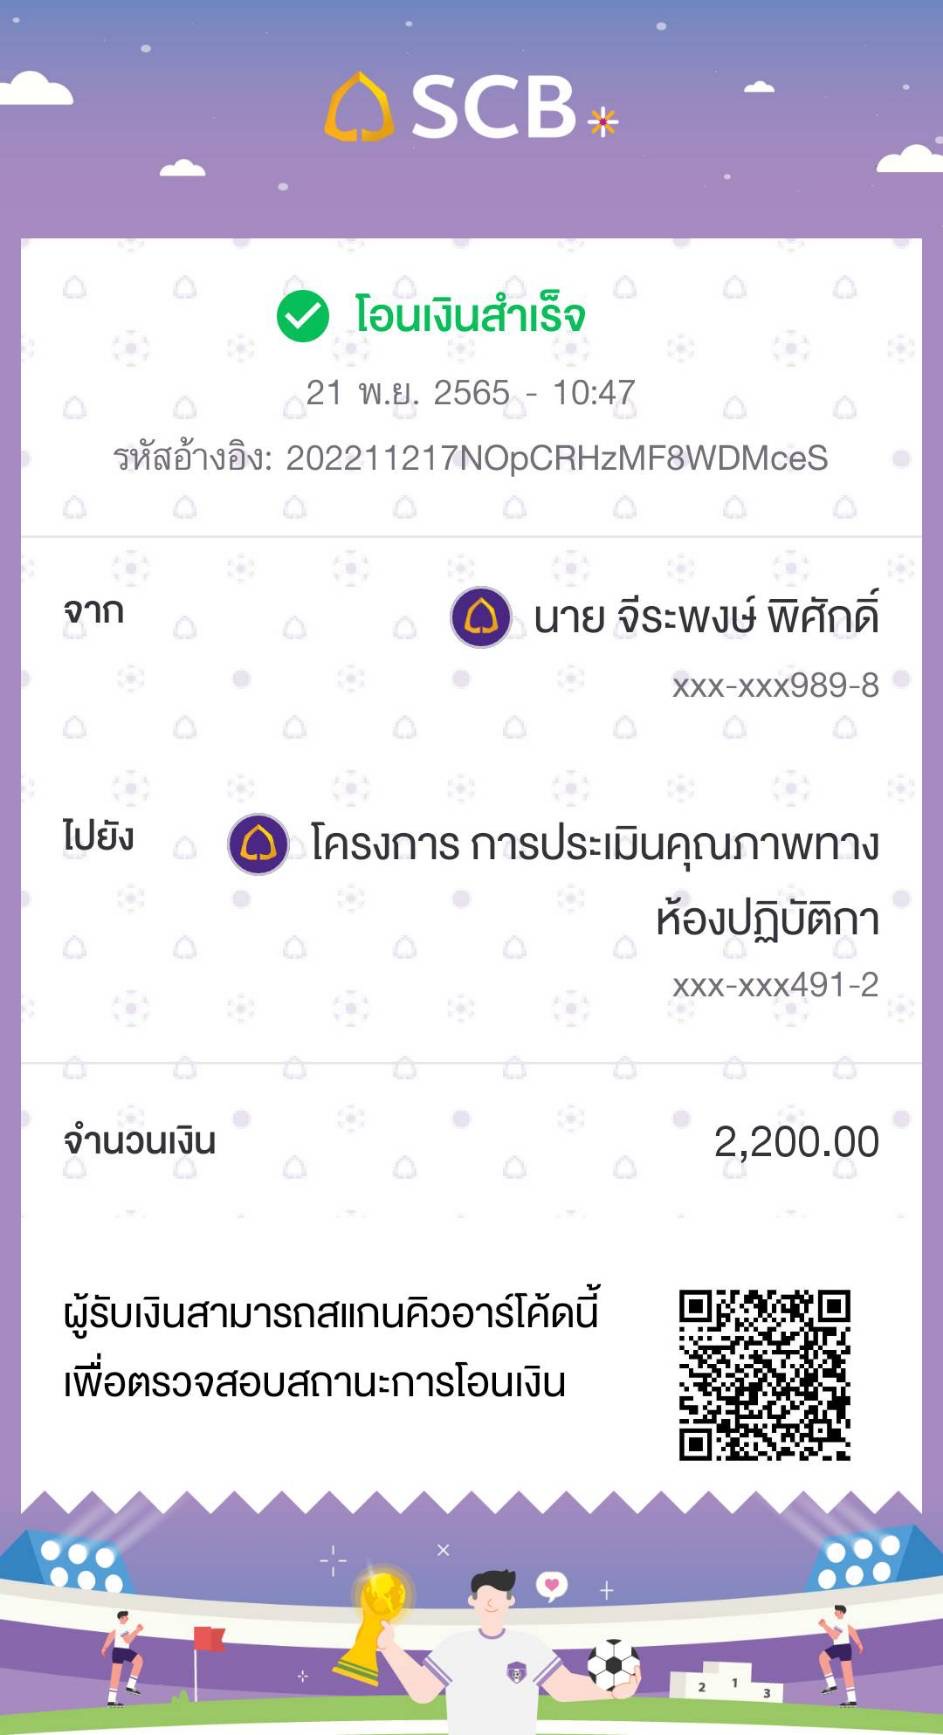 SCB
โอนเงินสำเร็จ
21 พ.ย. 2565 - 10:47
รหัสอ้างอิง: 202211217NOpCRHzMF8WDMceS
จาก
นาย จีระพงษ์ พิศักดิ์
xxx-xxx989-8
ไปยัง
โครงการ การประเมินคุณภาพทาง
ห้องปฏิบัติกา
xxx-xxx491-2
จำนวนเงิน
2,200.00
ผู้รับเงินสามารถสแกนคิวอาร์โค้ดนี้
เพื่อตรวจสอบสถานะการโอนเงิน
2 1 3